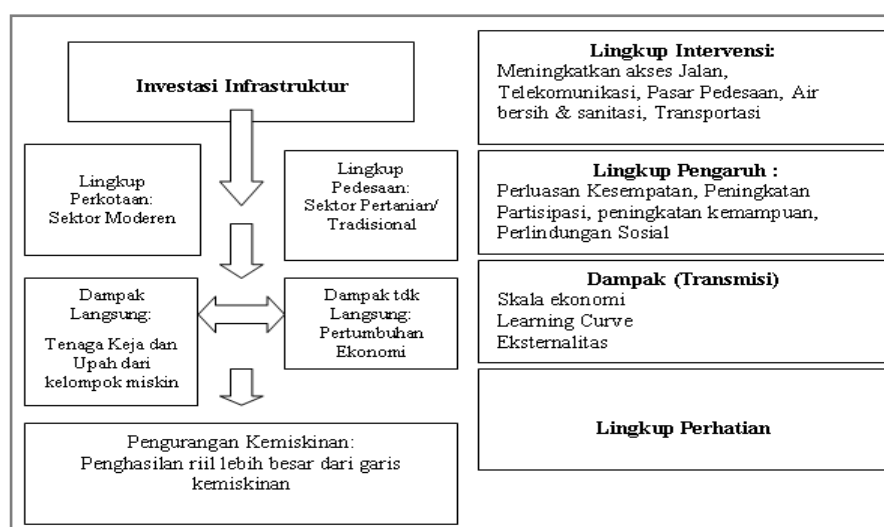 Investasi Infrastruktur
Lingkup
Perkotaan:
Sektor Moderen
Lingkup
Pedesaan:
Sektor Pertanian/
Tradisional
Dampak
Langsung:
Tenaga Keja dan
Upah dari
kelompok miskin
Dampak tdk
Langsung:
Pertumbuhan
Ekonomi
Pengurangan Kemiskinan:
Penghasilan riil lebih besar dari garis
kemiskinan
Lingkup Intervensi:
Meningkatkan akses Jalan,
Telekomunikasi, Pasar Pedesaan, Air
bersih & sanitasi, Transportasi
Lingkup Pengaruh :
Perluasan Kesempatan, Peningkatan
Partisipasi, peningkatan kemampuan,
Perlindungan Sosial
Dampak (Transmisi)
Skala ekonomi
Learning Curve
Eksternalitas
Lingkup Perhatian